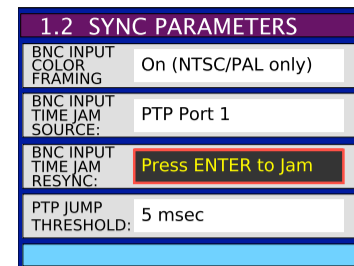 1.2 SYNC PARAMETERS
BNC INPUT
COLOR
FRAMING
On (NTSC/PAL only)
BNC INPUT
TIME JAM
SOURCE:
PTP Port 1
BNC INPUT
TIME JAM
RESYNC:
Press ENTER to Jam
PTP JUMP
THRESHOLD:
5 msec